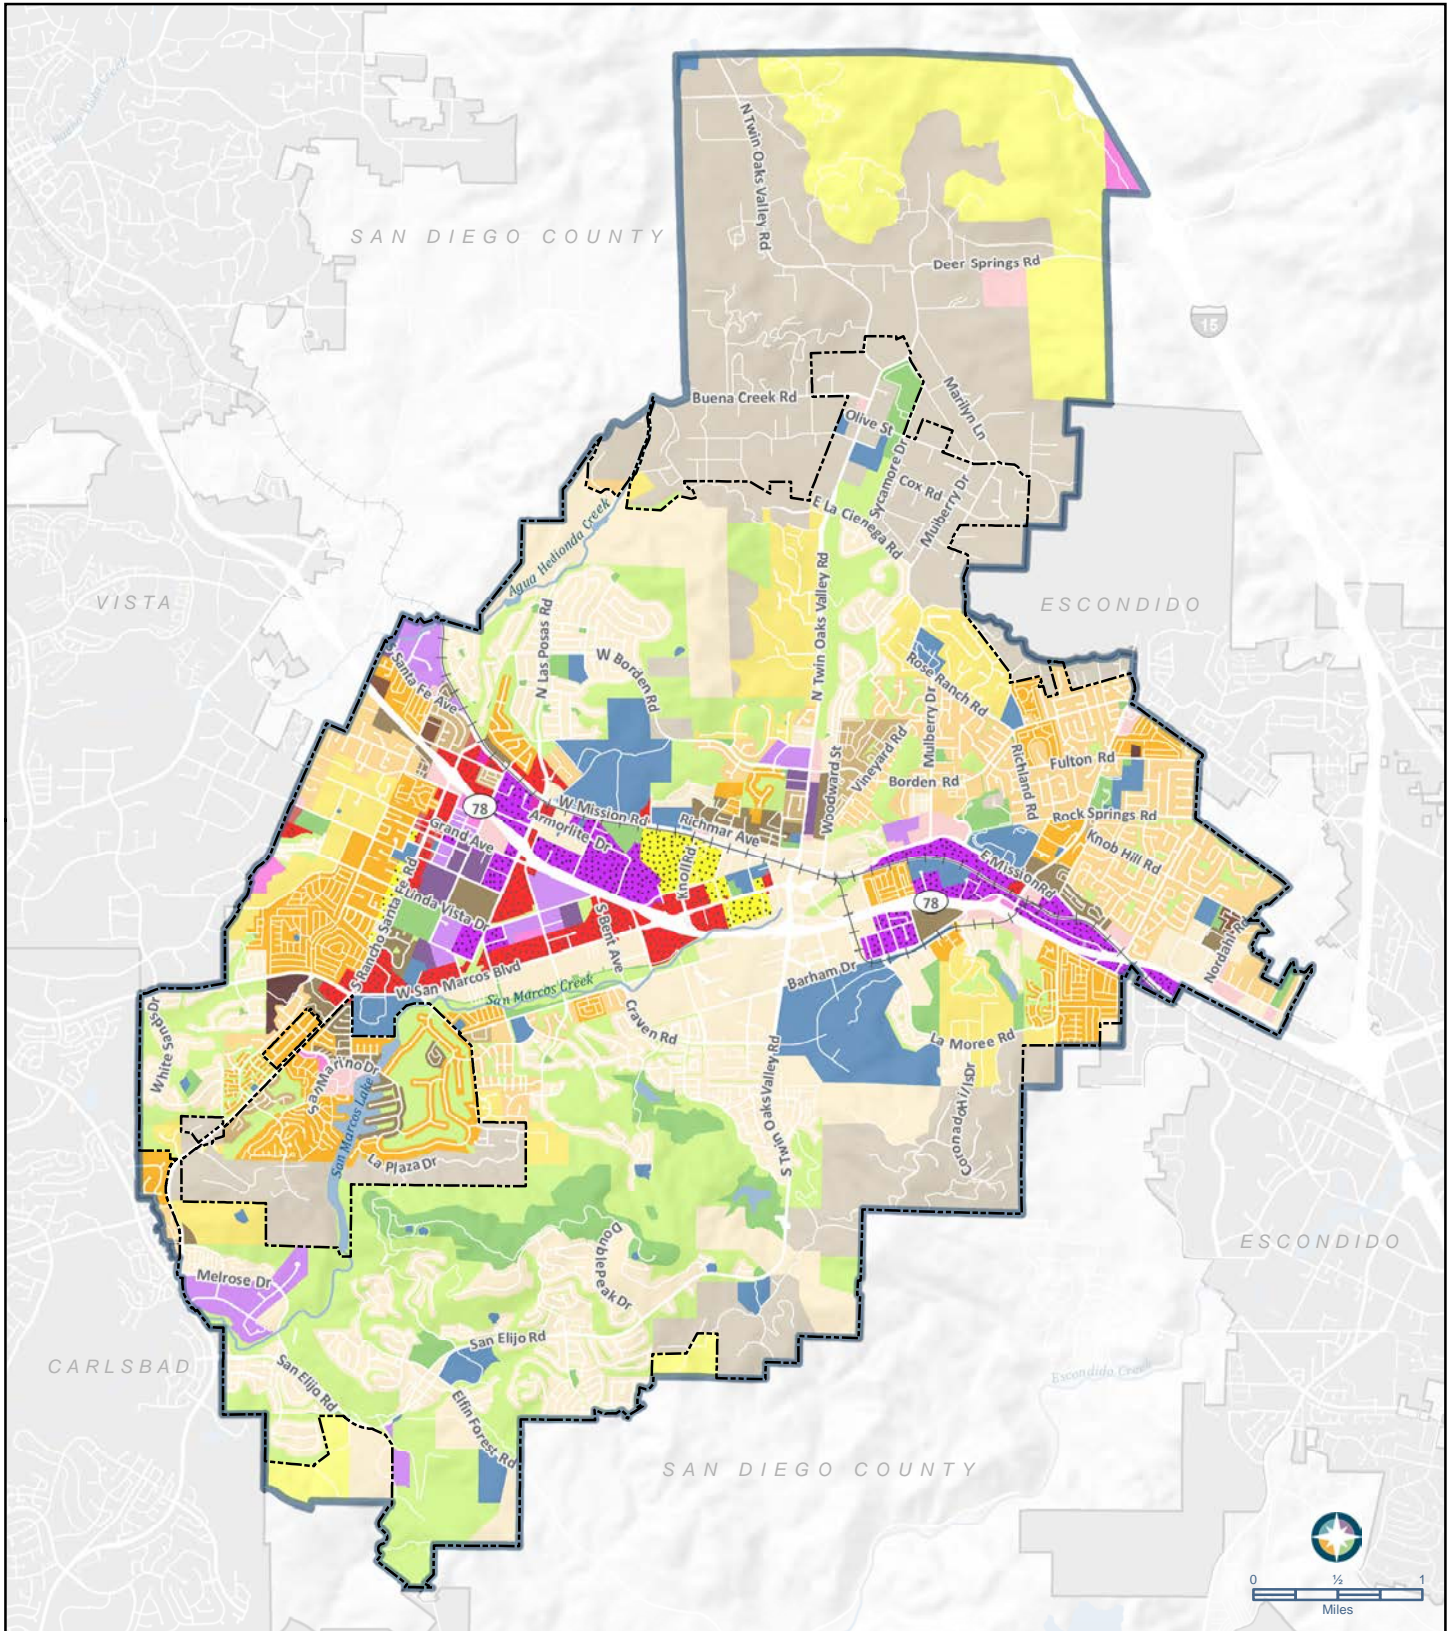 Buena Vista Creek
N Twin Oaks Valley Rd
SAN DIEGO COUNTY
Deer Springs Rd
15
Buena Creek Rd
Marilyn Ln
Olive St
Sycamore Dr
Cox Rd
Mulberry Dr
E La Cienega Rd
Agua Hedionda Creek
VISTA
ESCONDIDO
N Las Posas Rd
N Twin Oaks Valley Rd
W Borden Rd
Rose Ranch Rd
S Santa Fe Ave
Mulberry Dr
Vineyard Rd
Woodward St
Richland Rd
Fulton Rd
Borden Rd
78
W Mission Rd
Armorlite Dr
Richmar Ave
Rock Springs Rd
Grand Ave
Knoll Rd
Knob Hill Rd
E Mission Rd
S Rancho Santa Fe Rd
Linda Vista Dr
78
S Bent Ave
Nordahl Rd
W San Marcos Blvd
San Marcos Creek
Barham Dr
White Sands Dr
Craven Rd
La Moree Rd
San Marino Dr
San Marcos Lake
S Twin Oaks Valley Rd
Coronado Hills Dr
La Plaza Dr
Double Peak Dr
ESCONDIDO
Melrose Dr
San Elijo Rd
CARLSBAD
San Elijo Rd
Elfin Forest Rd
Escondido Creek
SAN DIEGO COUNTY
0 ½ 1
Miles